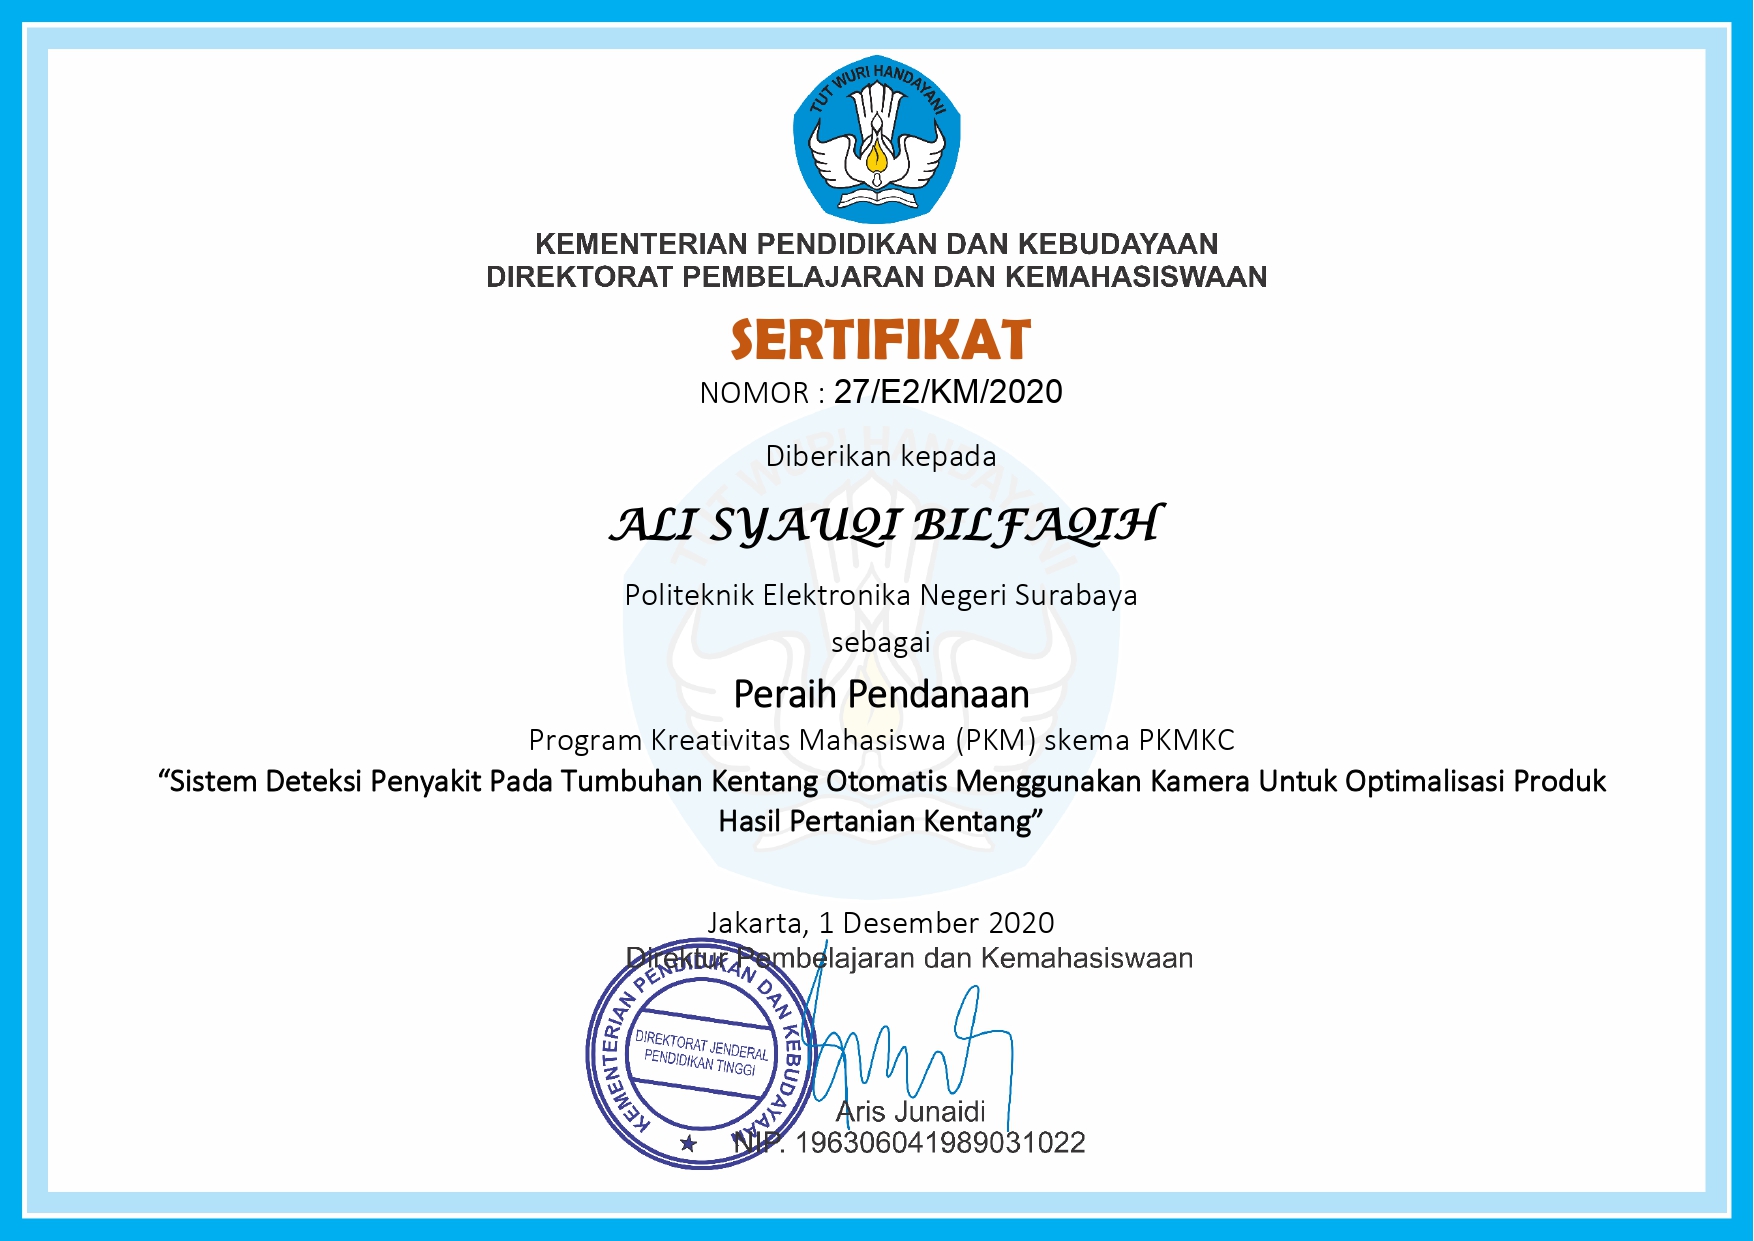 TUT WURI HANDAYANI
KEMENTERIAN PENDIDIKAN DAN KEBUDAYAAN
DIREKTORAT PEMBELAJARAN DAN KEMAHASISWAAN
SERTIFIKAT
NOMOR : 27/E2/KM/2020
TUT WURI HANDAYANI
Diberikan kepada
ALI SYAUQI BILFAQIH
Politeknik Elektronika Negeri Surabaya
sebagai
Peraih Pendanaan
Program Kreativitas Mahasiswa (PKM) skema PKMKC
“Sistem Deteksi Penyakit Pada Tumbuhan Kentang Otomatis Menggunakan Kamera Untuk Optimalisasi Produk
Hasil Pertanian Kentang”
Jakarta, 1 Desember 2020
Direktur Pembelajaran dan Kemahasiswaan
KEMENTERIAN PENDIDIKAN DAN KEBUDAYAAN
DIREKTORAT JENDERAL
PENDIDIKAN TINGGI
Aris Junaidi
NIP. 196306041989031022